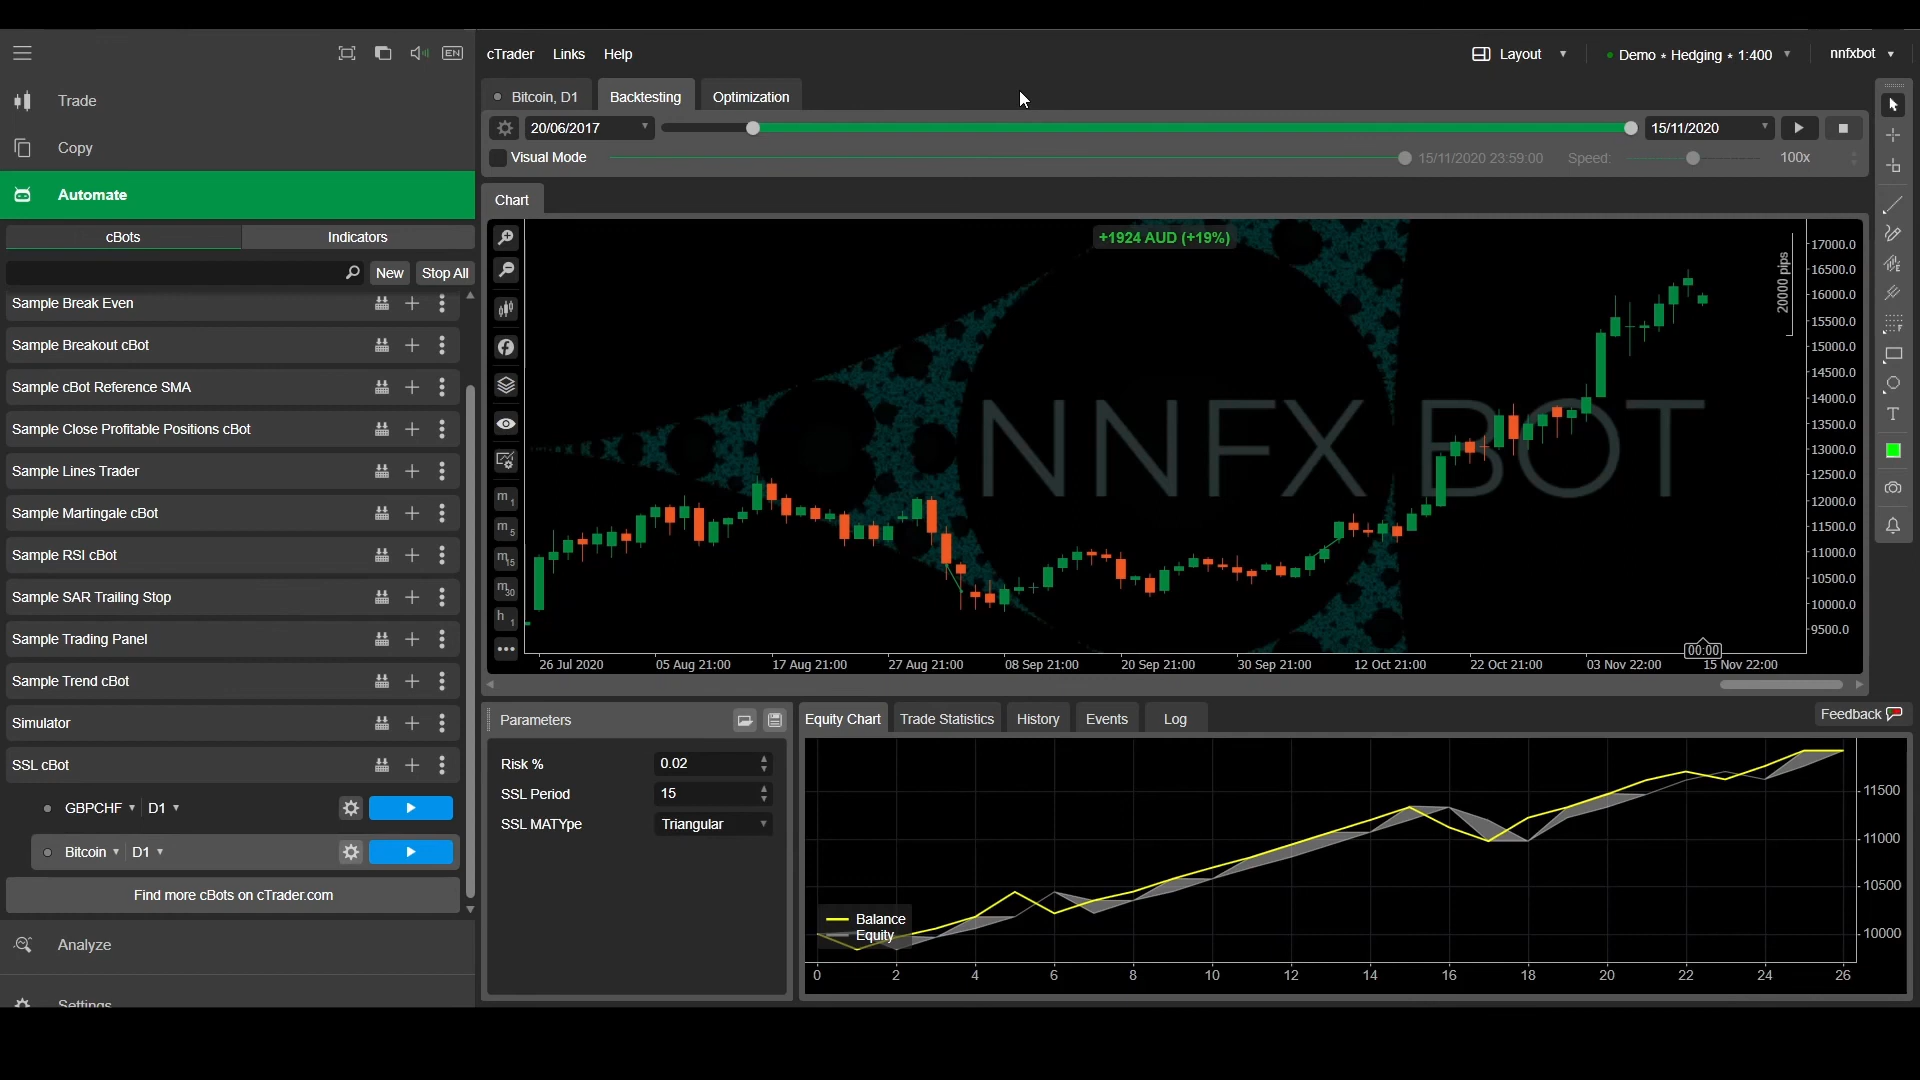 EN
cTrader Links Help
Layout
Demo • Hedging • 1:400
nnfxbot
Trade
Copy
Automate
cBots
Indicators
New
Stop All
Sample Break Even
Sample Breakout cBot
Sample cBot Reference SMA
Sample Close Profitable Positions cBot
Sample Lines Trader
Sample Martingale cBot
Sample RSI cBot
Sample SAR Trailing Stop
Sample Trading Panel
Sample Trend cBot
Simulator
SSL cBot
GBPCHF D1
Bitcoin D1
Find more cBots on cTrader.com
Analyze
Settings
Bitcoin, D1
Backtesting
Optimization
20/06/2017
15/11/2020
Visual Mode
15/11/2020 23:59:00
Speed:
100x
Chart
+1924 AUD (+19%)
NNFX BOT
20000 pips
m1
m5
m15
m30
h1
17000.0
16500.0
16000.0
15500.0
15000.0
14500.0
14000.0
13500.0
13000.0
12500.0
12000.0
11500.0
11000.0
10500.0
10000.0
9500.0
00:00
26 Jul 2020
05 Aug 21:00
17 Aug 21:00
27 Aug 21:00
08 Sep 21:00
20 Sep 21:00
30 Sep 21:00
12 Oct 21:00
22 Oct 21:00
03 Nov 22:00
15 Nov 22:00
T
Parameters
Risk % 0.02
SSL Period 15
SSL MAType Triangular
Equity Chart
Trade Statistics
History
Events
Log
Feedback
Balance
Equity
11500
11000
10500
10000
0 2 4 6 8 10 12 14 16 18 20 22 24 26